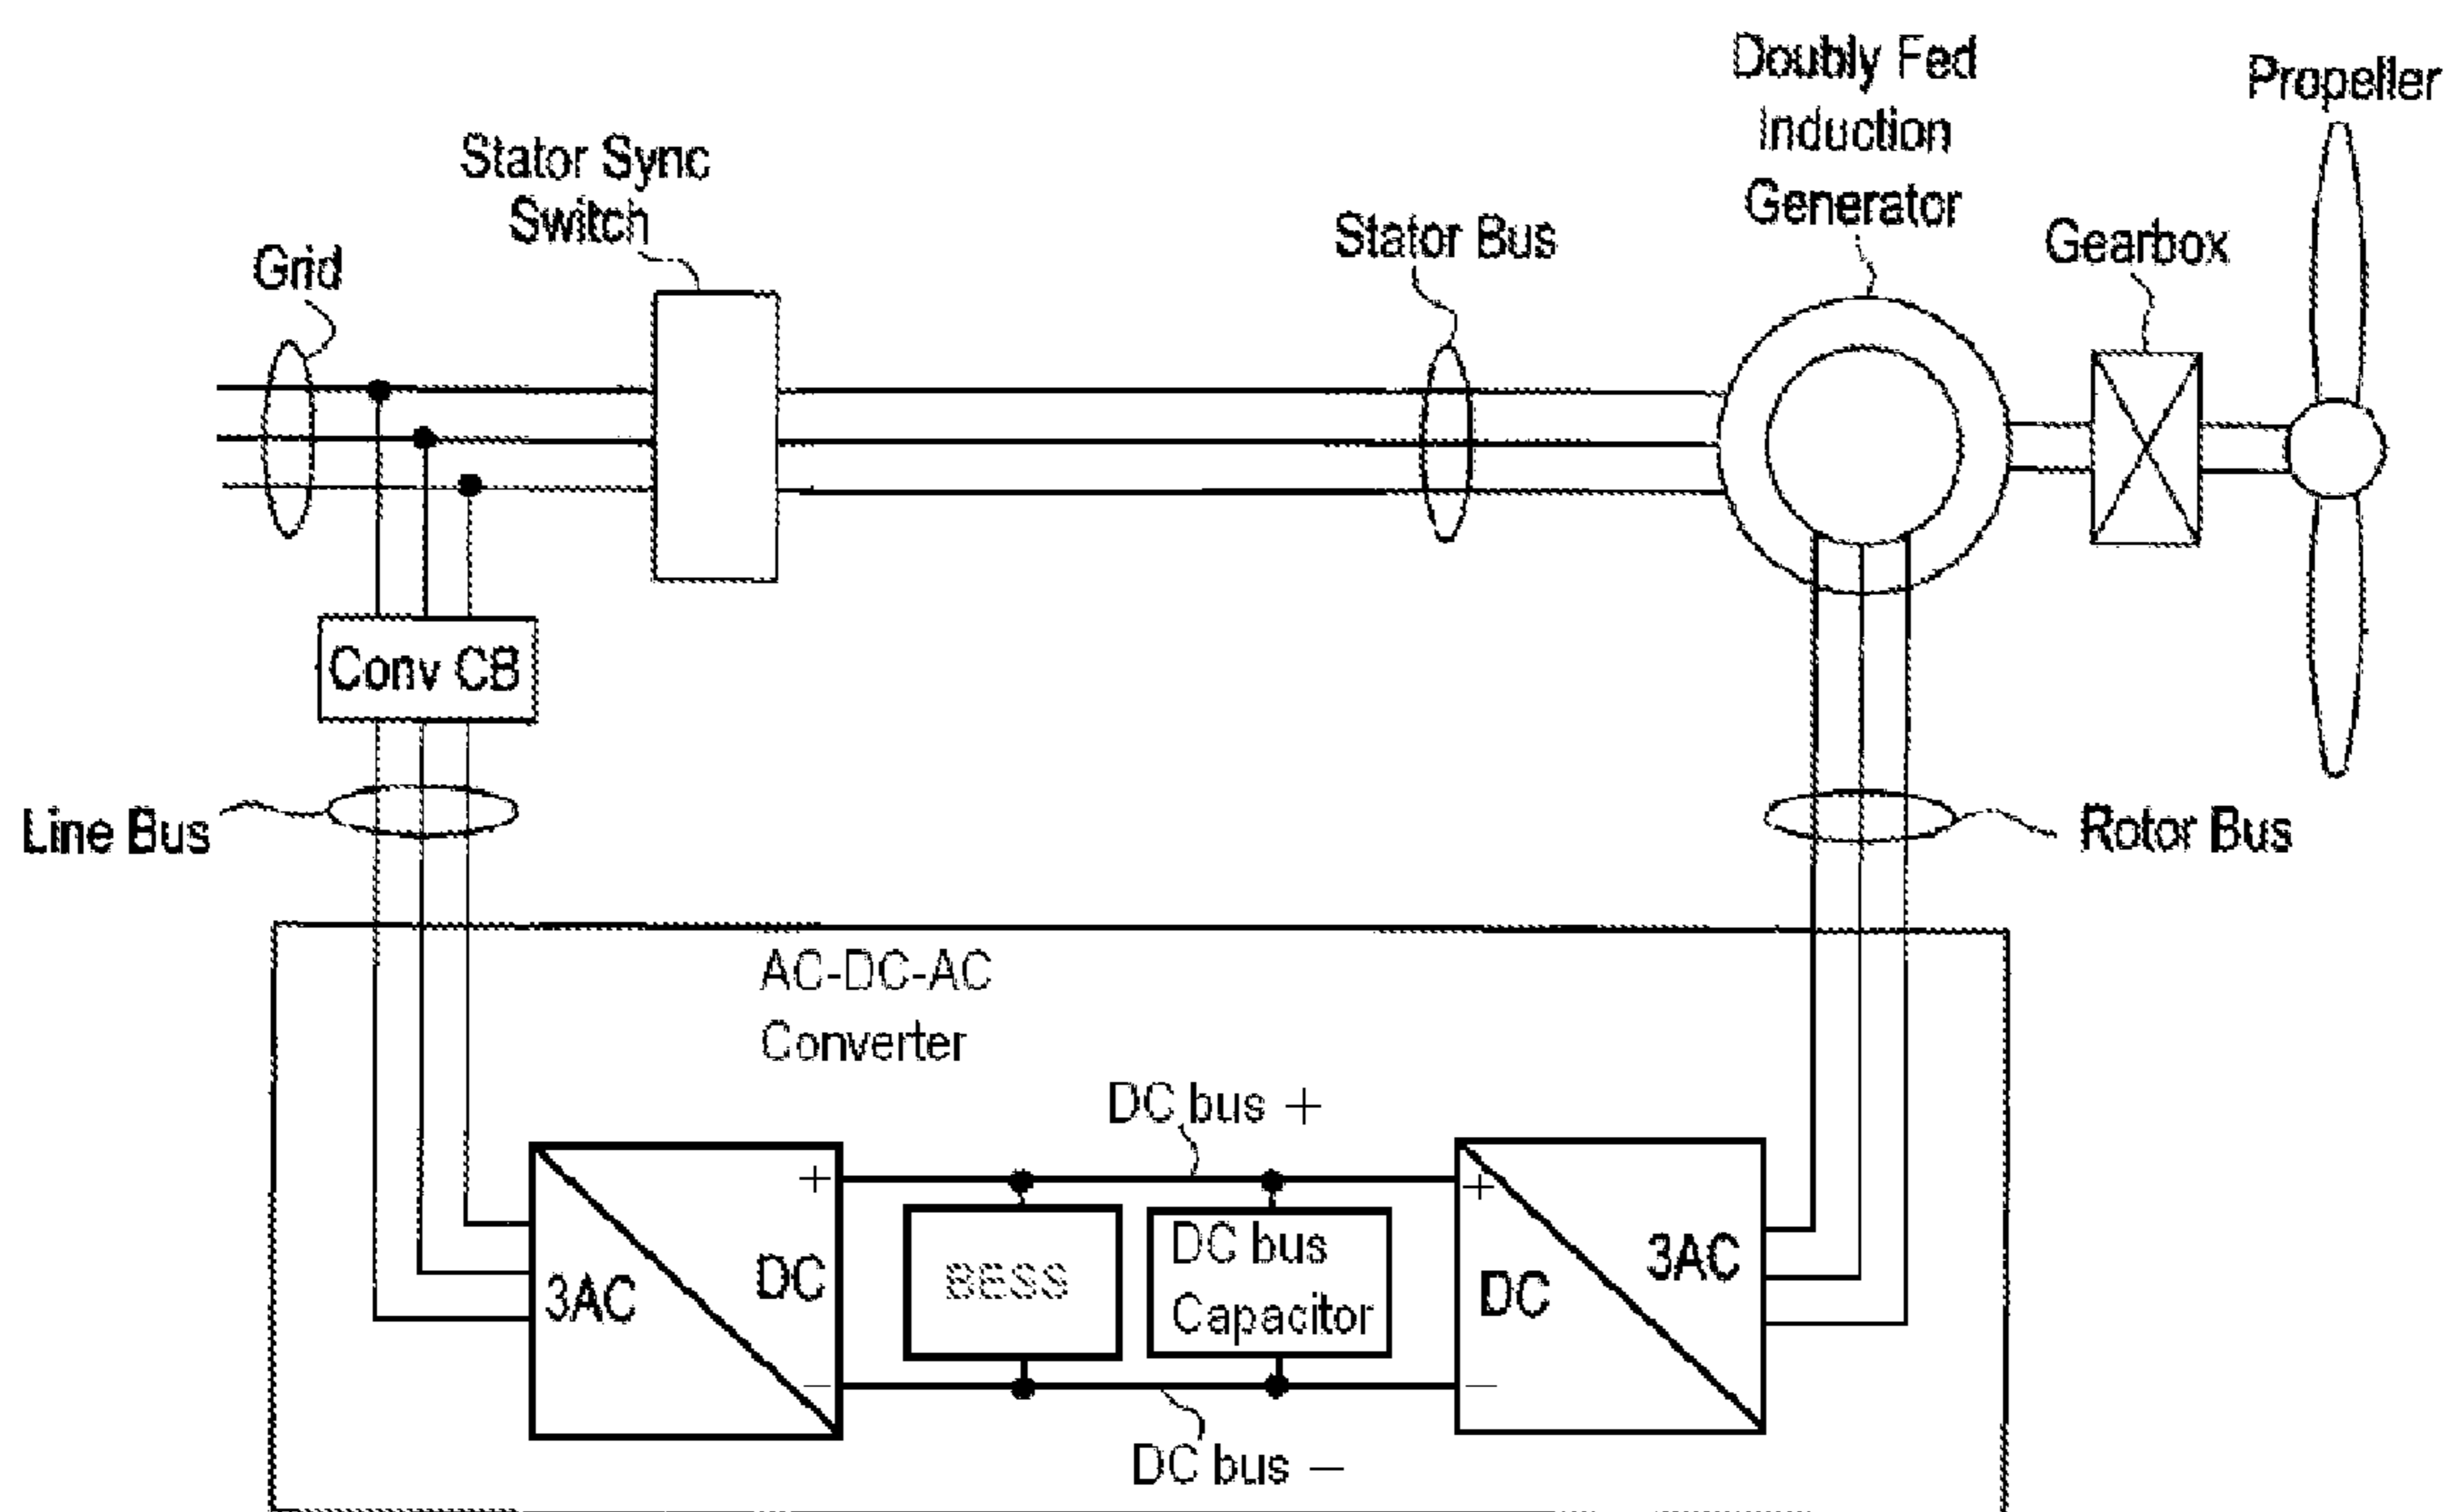 Doubly Fed
Induction
Generator
Propeller
Stator Sync
Switch
Stator Bus
Gearbox
Grid
Conv CB
Line Bus
Rotor Bus
AC-DC-AC
Converter
DC bus +
+
+
BESS
DC bus
Capacitor
3AC
DC
DC
3AC
−
−
DC bus −